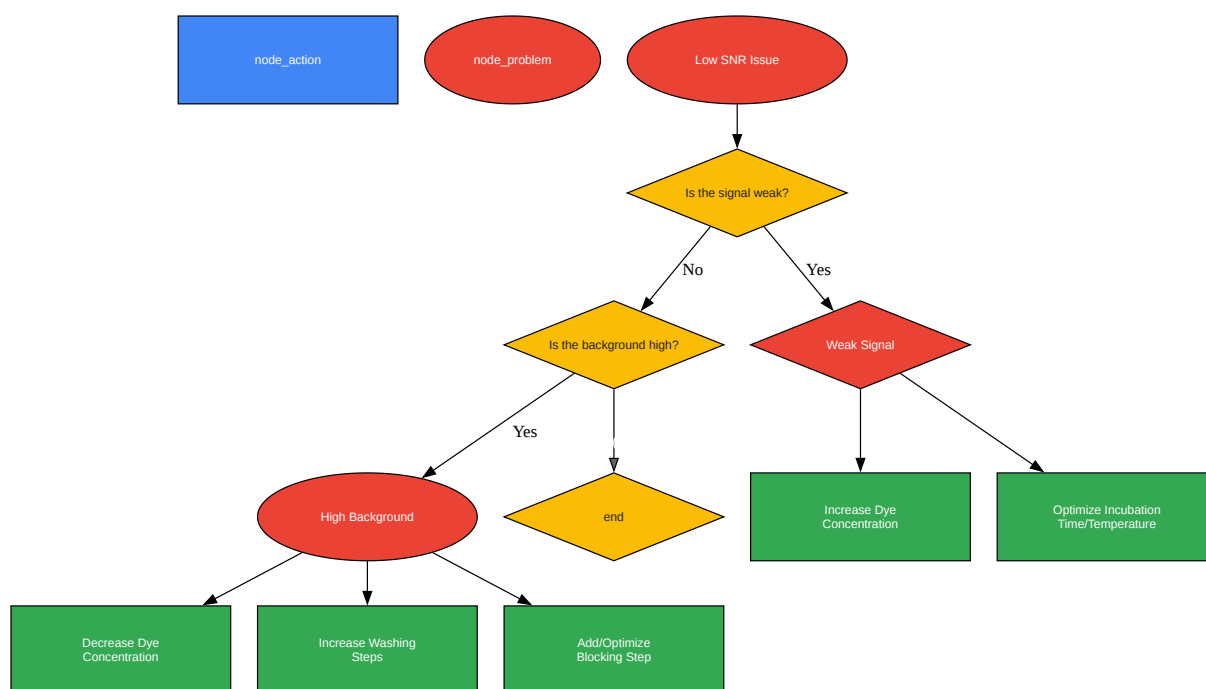 node_action
node_problem
Low SNR Issue
Is the signal weak?
No
Yes
Is the background high?
Weak Signal
Yes
High Background
end
Increase Dye
Concentration
Optimize Incubation
Time/Temperature
Decrease Dye
Concentration
Increase Washing
Steps
Add/Optimize
Blocking Step